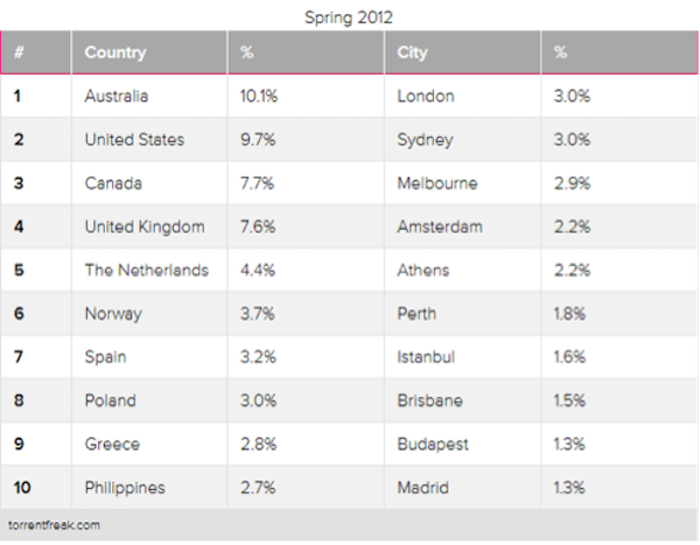 Spring 2012
# Country % City %
1 Australia 10.1% London 3.0%
2 United States 9.7% Sydney 3.0%
3 Canada 7.7% Melbourne 2.9%
4 United Kingdom 7.6% Amsterdam 2.2%
5 The Netherlands 4.4% Athens 2.2%
6 Norway 3.7% Perth 1.8%
7 Spain 3.2% Istanbul 1.6%
8 Poland 3.0% Brisbane 1.5%
9 Greece 2.8% Budapest 1.3%
10 Philippines 2.7% Madrid 1.3%
torrentfreak.com